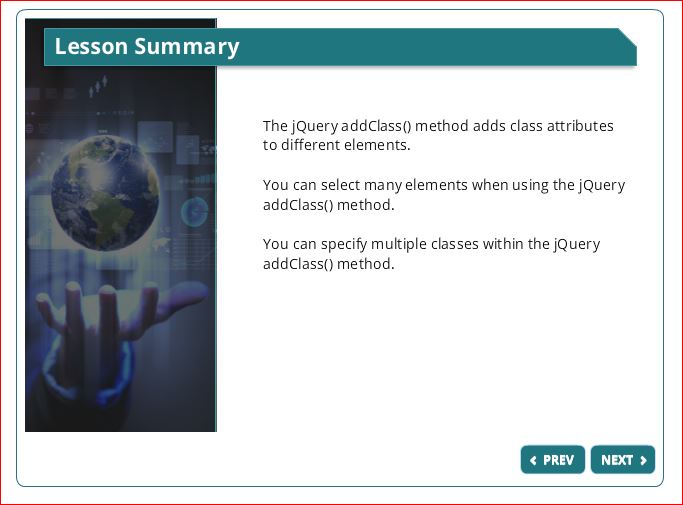 Lesson Summary
The jQuery addClass() method adds class attributes
to different elements.
You can select many elements when using the jQuery
addClass() method.
You can specify multiple classes within the jQuery
addClass() method.
PREV
NEXT